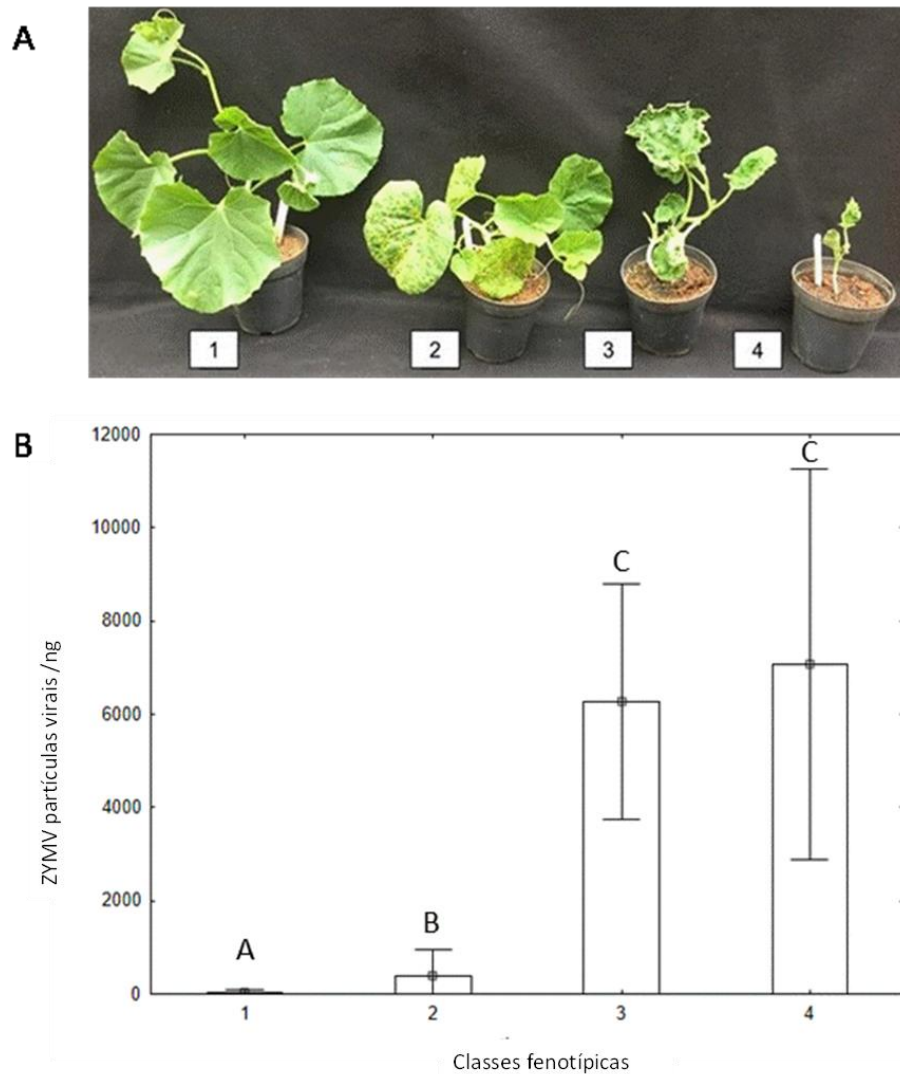 A
1 2 3 4
B
12000
C
10000
C
8000
ZYMV partículas virais /ng
6000
4000
2000
B
A
0
1 2 3 4
Classes fenotípicas